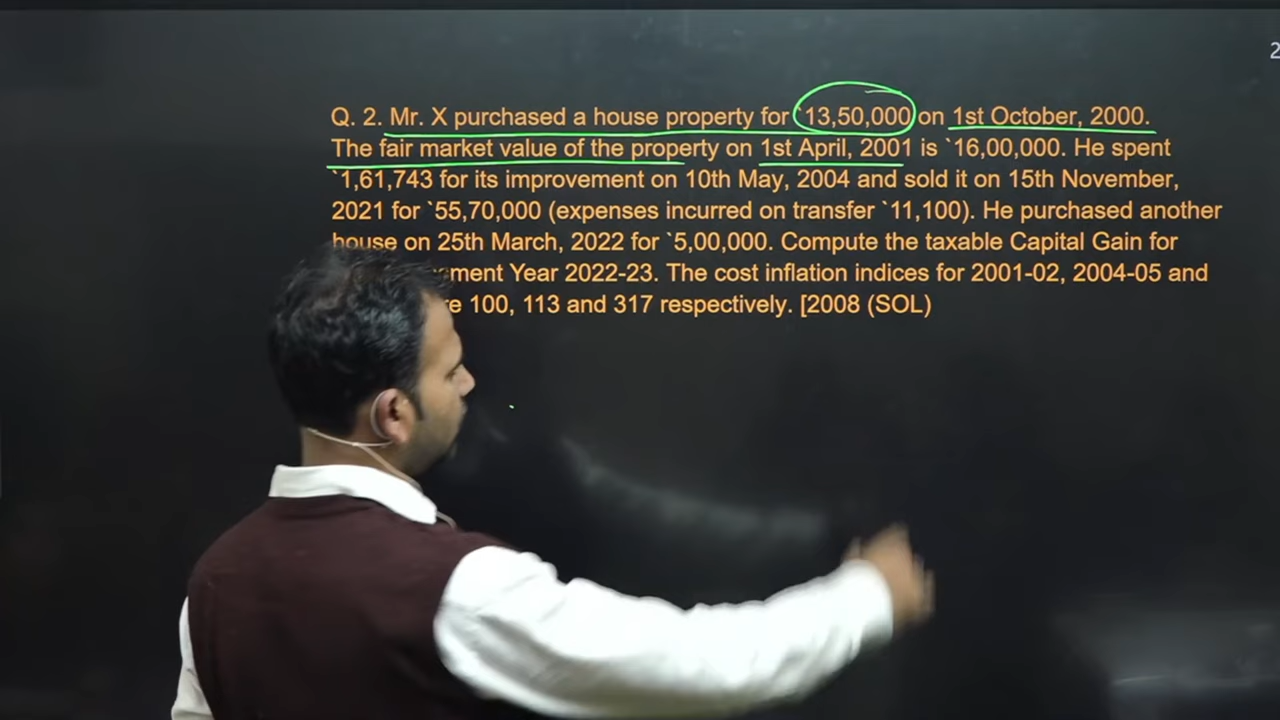 2
Q. 2. Mr. X purchased a house property for `13,50,000 on 1st October, 2000.
The fair market value of the property on 1st April, 2001 is `16,00,000. He spent
`1,61,743 for its improvement on 10th May, 2004 and sold it on 15th November,
2021 for `55,70,000 (expenses incurred on transfer `11,100). He purchased another
house on 25th March, 2022 for `5,00,000. Compute the taxable Capital Gain for
ment Year 2022-23. The cost inflation indices for 2001-02, 2004-05 and
e 100, 113 and 317 respectively. [2008 (SOL)